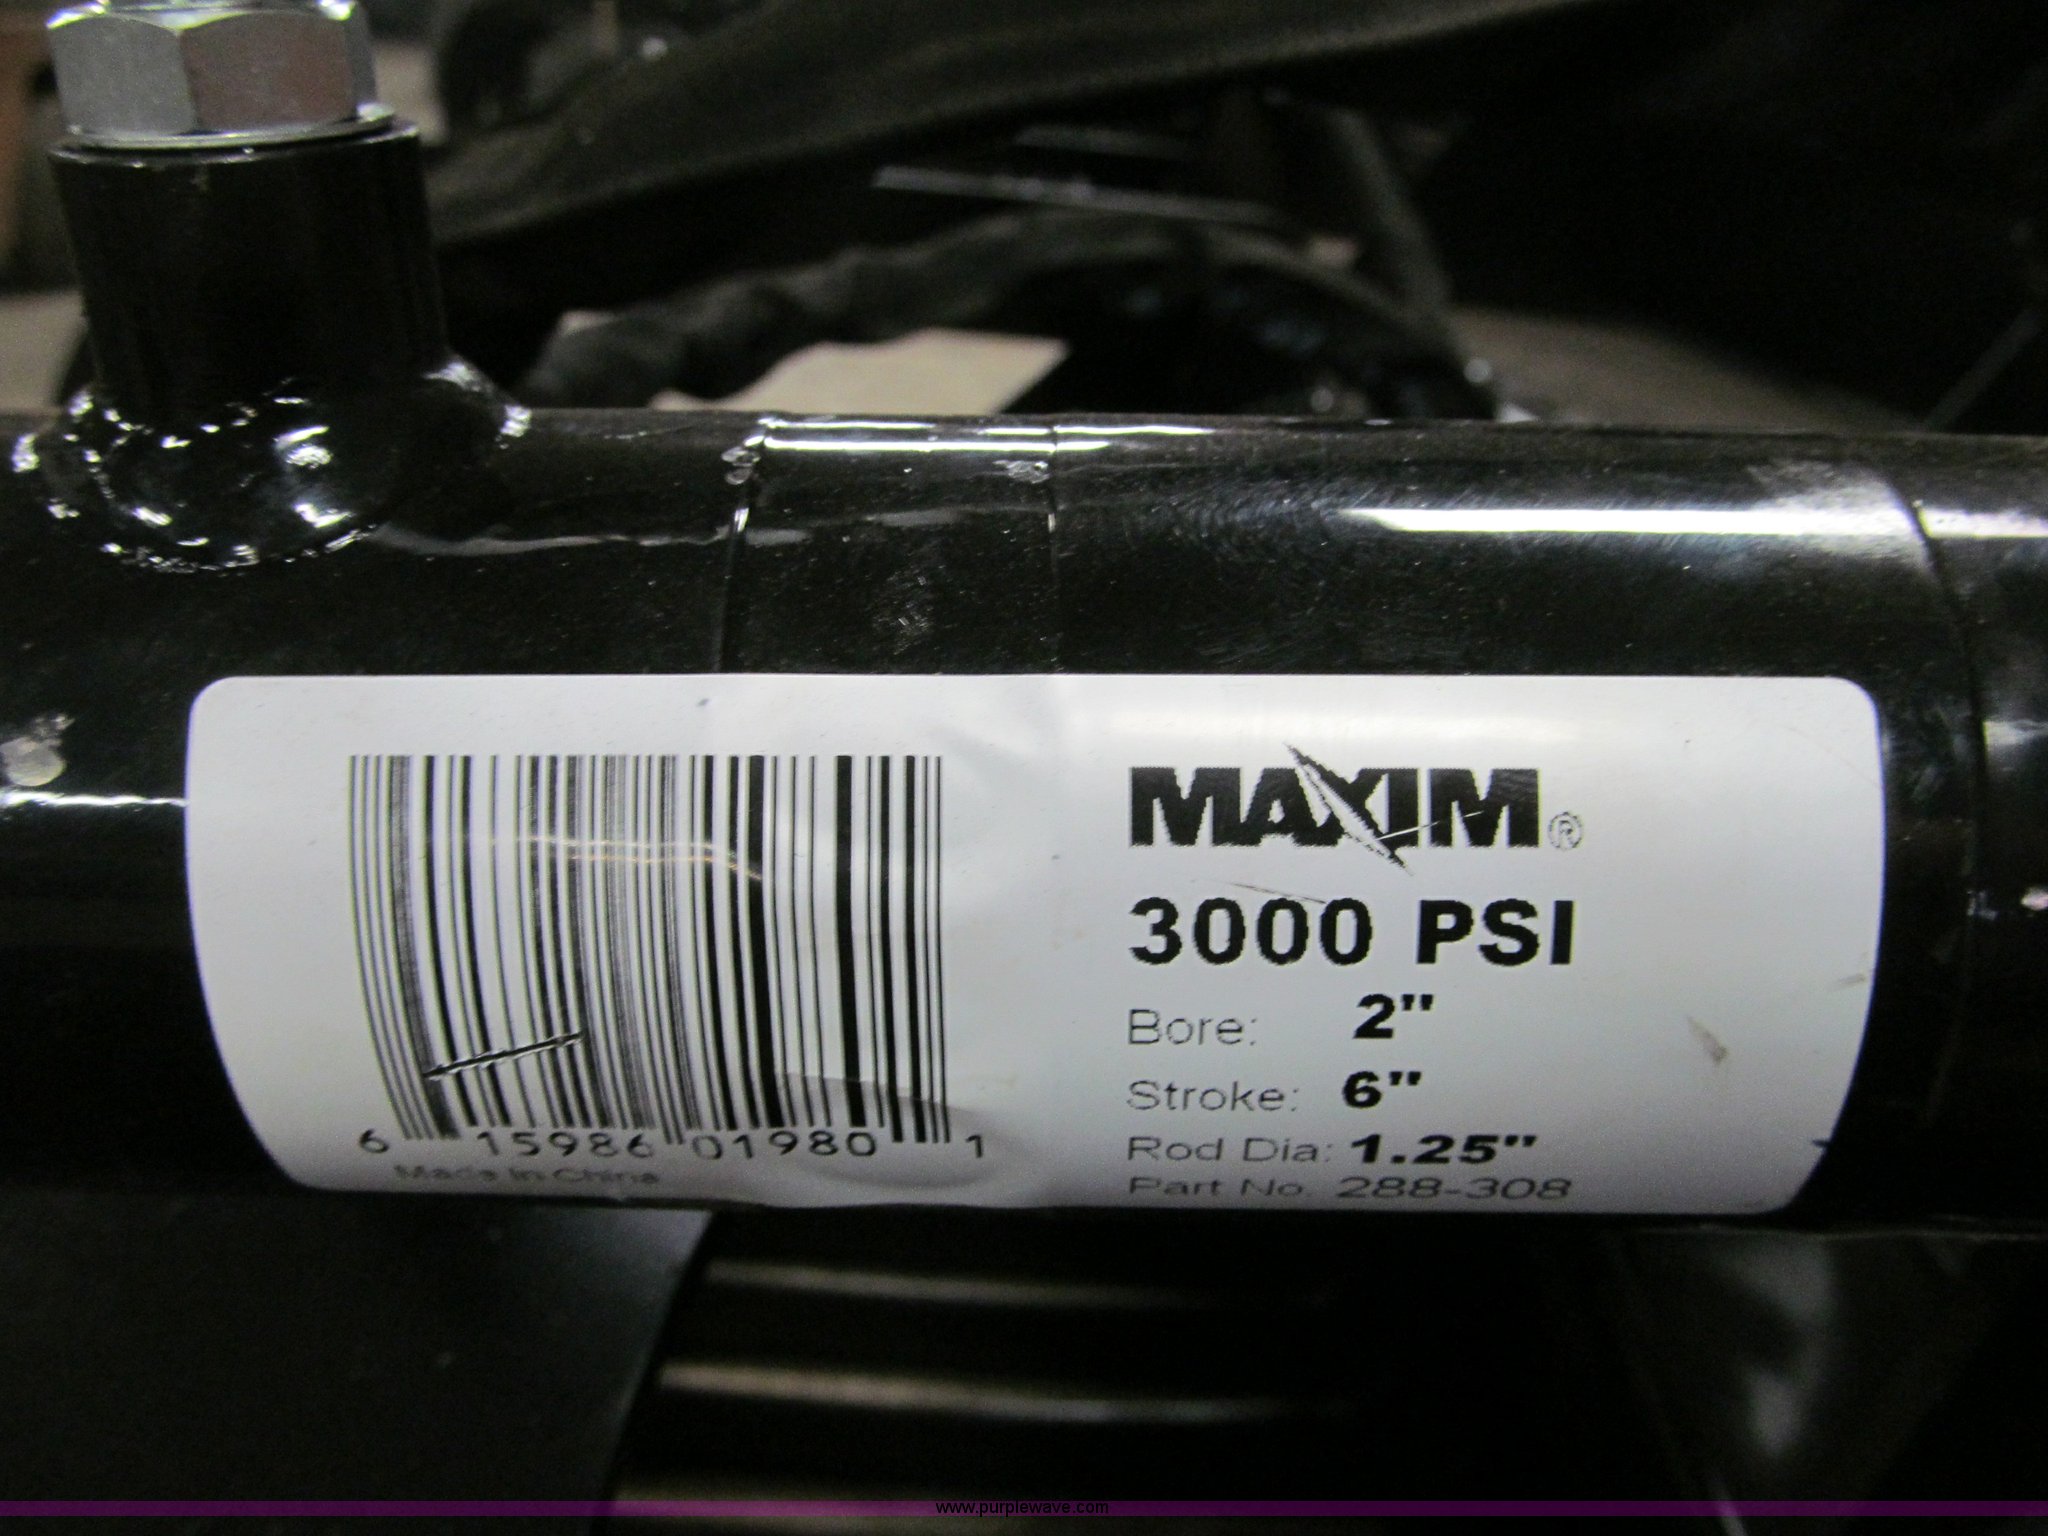 MAXIM®
3000 PSI
Bore: 2"
Stroke: 6"
Rod Dia: 1.25"
Part No. 288-308
6 15986 01980 1
Made In China
www.purplewave.com